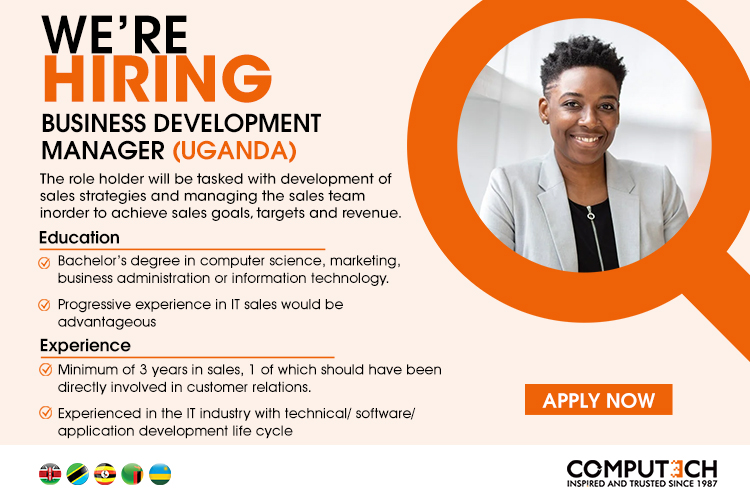 WE'RE
HIRING
BUSINESS DEVELOPMENT
MANAGER (UGANDA)
The role holder will be tasked with development of
sales strategies and managing the sales team
inorder to achieve sales goals, targets and revenue.
Education
Bachelor's degree in computer science, marketing,
business administration or information technology.
Progressive experience in IT sales would be
advantageous
Experience
Minimum of 3 years in sales, 1 of which should have been
directly involved in customer relations.
Experienced in the IT industry with technical/ software/
application development life cycle
APPLY NOW
COMPUTECH
INSPIRED AND TRUSTED SINCE 1987